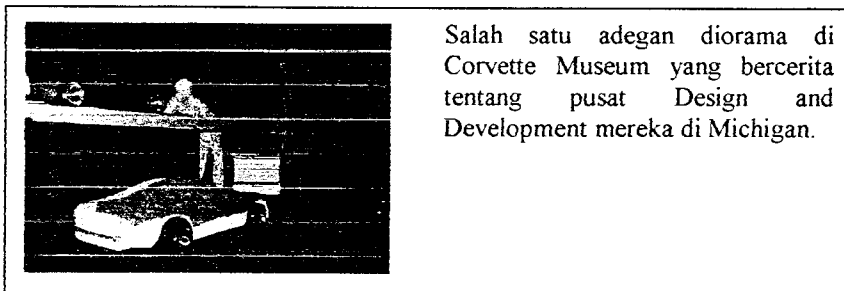 Salah satu adegan diorama di
Corvette Museum yang bercerita
tentang pusat Design and
Development mereka di Michigan.